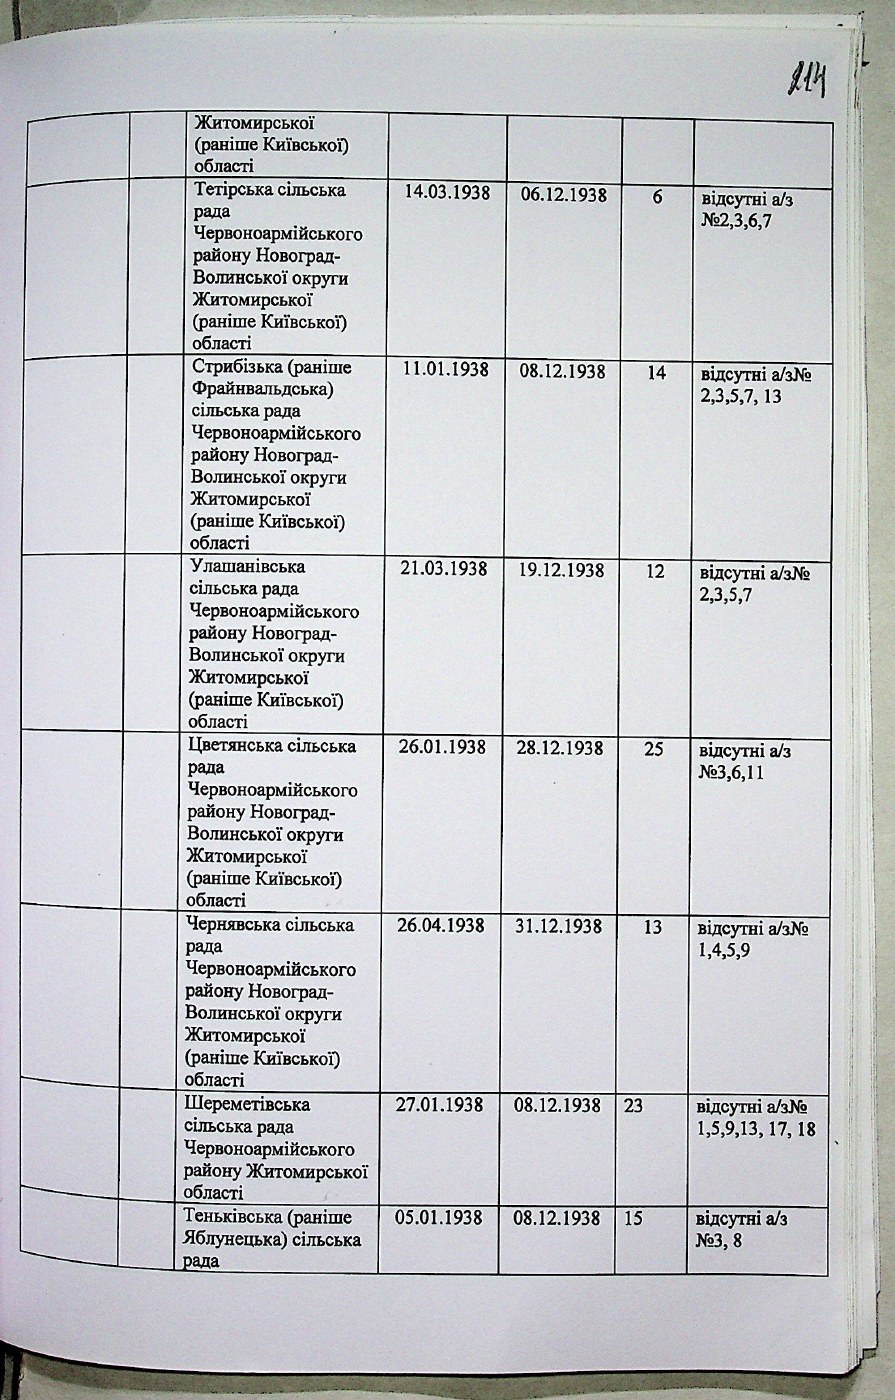 214
Житомирської
(раніше Київської)
області
Тетірська сільська
рада
Червоноармійського
району Новоград-
Волинської округи
Житомирської
(раніше Київської)
області
14.03.1938
06.12.1938
6
відсутні а/з
№2,3,6,7
Стрибізька (раніше
Фрайнвальдська)
сільська рада
Червоноармійського
району Новоград-
Волинської округи
Житомирської
(раніше Київської)
області
11.01.1938
08.12.1938
14
відсутні а/з№
2,3,5,7, 13
Улашанівська
сільська рада
Червоноармійського
району Новоград-
Волинської округи
Житомирської
(раніше Київської)
області
21.03.1938
19.12.1938
12
відсутні а/з№
2,3,5,7
Цветянська сільська
рада
Червоноармійського
району Новоград-
Волинської округи
Житомирської
(раніше Київської)
області
26.01.1938
28.12.1938
25
відсутні а/з
№3,6,11
Чернявська сільська
рада
Червоноармійського
району Новоград-
Волинської округи
Житомирської
(раніше Київської)
області
26.04.1938
31.12.1938
13
відсутні а/з№
1,4,5,9
Шереметівська
сільська рада
Червоноармійського
району Житомирської
області
27.01.1938
08.12.1938
23
відсутні а/з№
1,5,9,13, 17, 18
Теньківська (раніше
Яблунецька) сільська
рада
05.01.1938
08.12.1938
15
відсутні а/з
№3, 8